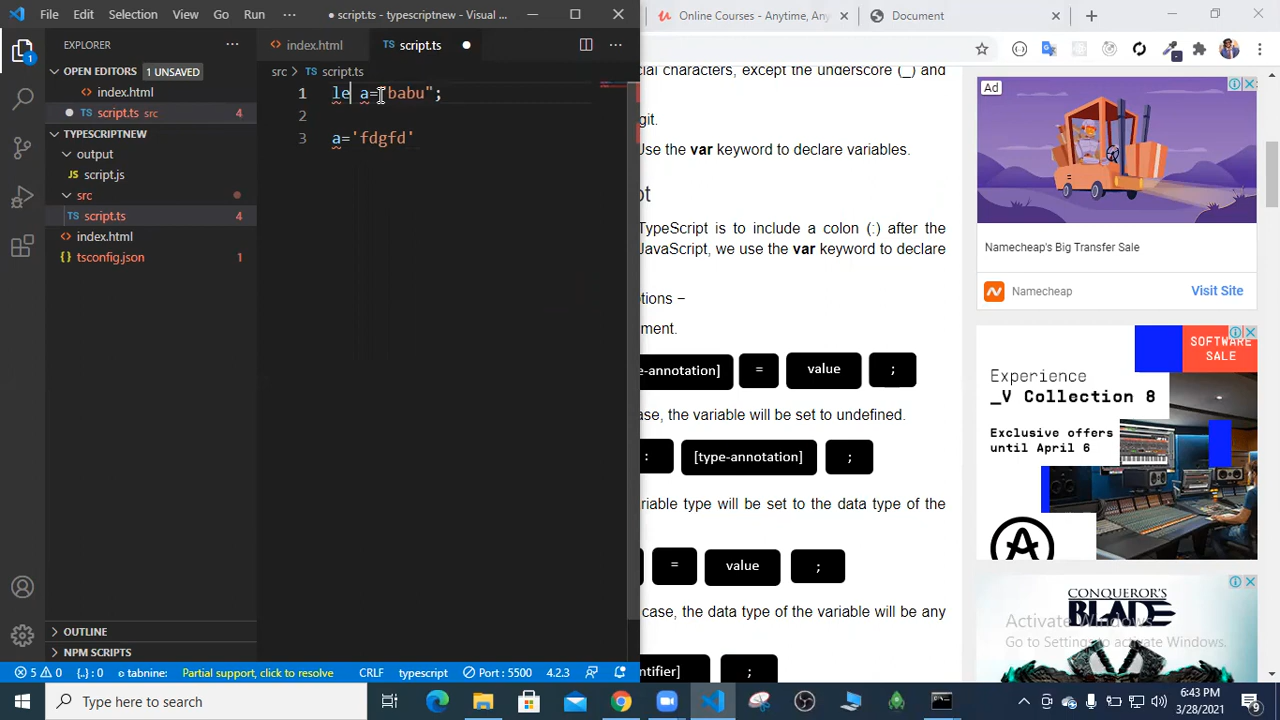 File Edit Selection View Go Run ··· ● script.ts - typescriptnew - Visual ...
Online Courses - Anytime, Any
Document
EXPLORER
index.html
TS script.ts
OPEN EDITORS 1 UNSAVED
src > TS script.ts
index.html
TS script.ts src 4
TYPESCRIPTNEW
output
script.js
src
TS script.ts 4
index.html
tsconfig.json 1
OUTLINE
NPM SCRIPTS
1 le a="babu";
2
3 a='fdgfd'
cial characters, except the underscore (_) and
git.
Use the var keyword to declare variables.
ot
TypeScript is to include a colon (:) after the
JavaScript, we use the var keyword to declare
otions −
ment.
e-annotation] = value ;
ase, the variable will be set to undefined.
: [type-annotation] ;
riable type will be set to the data type of the
= value ;
case, the data type of the variable will be any
ntifier] ;
Ad
Namecheap's Big Transfer Sale
Namecheap
Visit Site
SOFTWARE
SALE
Experience
_V Collection 8
Exclusive offers
until April 6
CONQUEROR'S
BLADE
Activate Windows
Go to Settings to activate Windows.
5 0 {..} : 0 tabnine: Partial support, click to resolve CRLF typescript Port : 5500 4.2.3
Type here to search
6:43 PM
3/28/2021
9